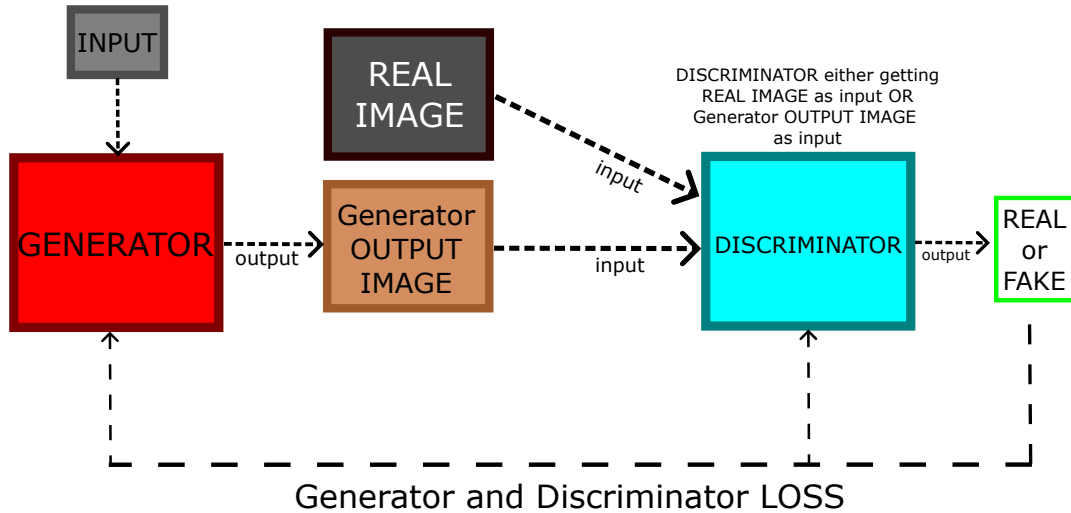 INPUT
REAL
IMAGE
DISCRIMINATOR either getting
REAL IMAGE as input OR
Generator OUTPUT IMAGE
as input
input
GENERATOR
output
Generator
OUTPUT
IMAGE
input
DISCRIMINATOR
output
REAL
or
FAKE
Generator and Discriminator LOSS